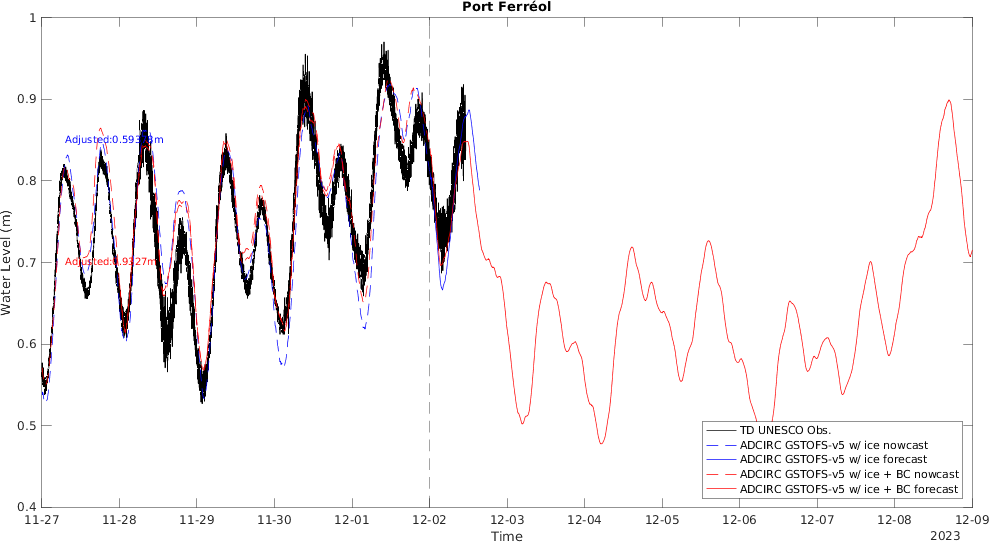 Port Ferréol
1
0.9
0.8
0.7
0.6
0.5
0.4
Water Level (m)
Adjusted:0.593
m
Adjusted:0.9327m
TD UNESCO Obs.
ADCIRC GSTOFS-v5 w/ ice nowcast
ADCIRC GSTOFS-v5 w/ ice forecast
ADCIRC GSTOFS-v5 w/ ice + BC nowcast
ADCIRC GSTOFS-v5 w/ ice + BC forecast
11-27 11-28 11-29 11-30 12-01 12-02 12-03 12-04 12-05 12-06 12-07 12-08 12-09
Time
2023